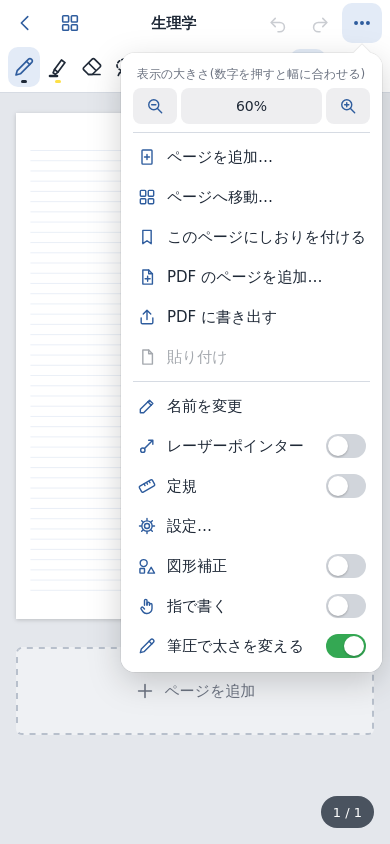 生理学
表示の大きさ(数字を押すと幅に合わせる)
60%
ページを追加…
ページへ移動…
このページにしおりを付ける
PDF のページを追加…
PDF に書き出す
貼り付け
名前を変更
レーザーポインター
定規
設定…
図形補正
指で書く
筆圧で太さを変える
ページを追加
1 / 1